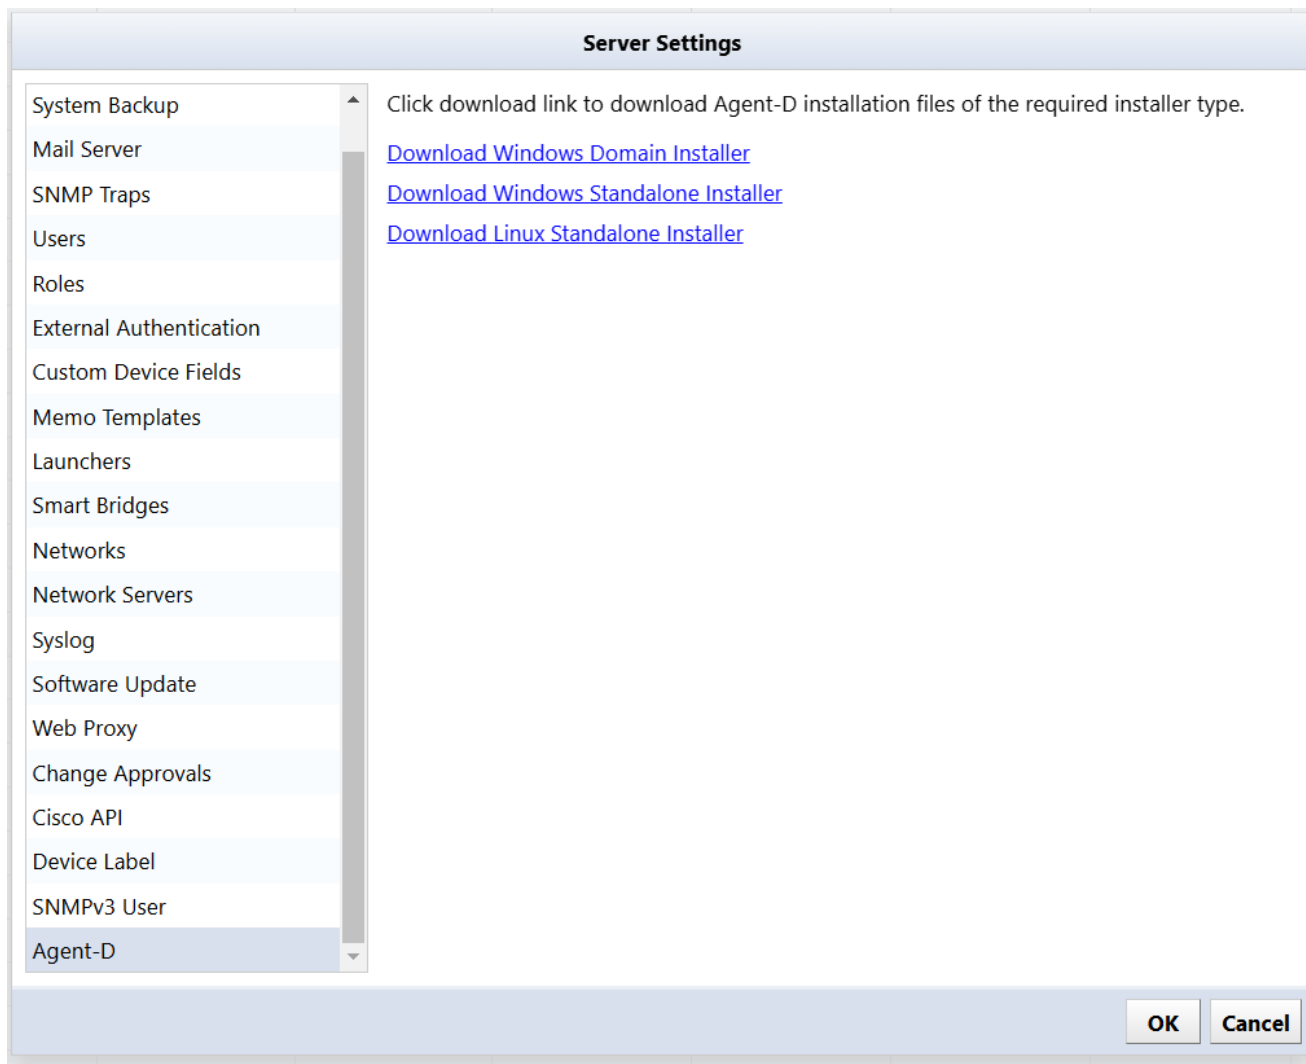 Server Settings
System Backup
Mail Server
SNMP Traps
Users
Roles
External Authentication
Custom Device Fields
Memo Templates
Launchers
Smart Bridges
Networks
Network Servers
Syslog
Software Update
Web Proxy
Change Approvals
Cisco API
Device Label
SNMPv3 User
Agent-D
Click download link to download Agent-D installation files of the required installer type.
Download Windows Domain Installer
Download Windows Standalone Installer
Download Linux Standalone Installer
OK
Cancel